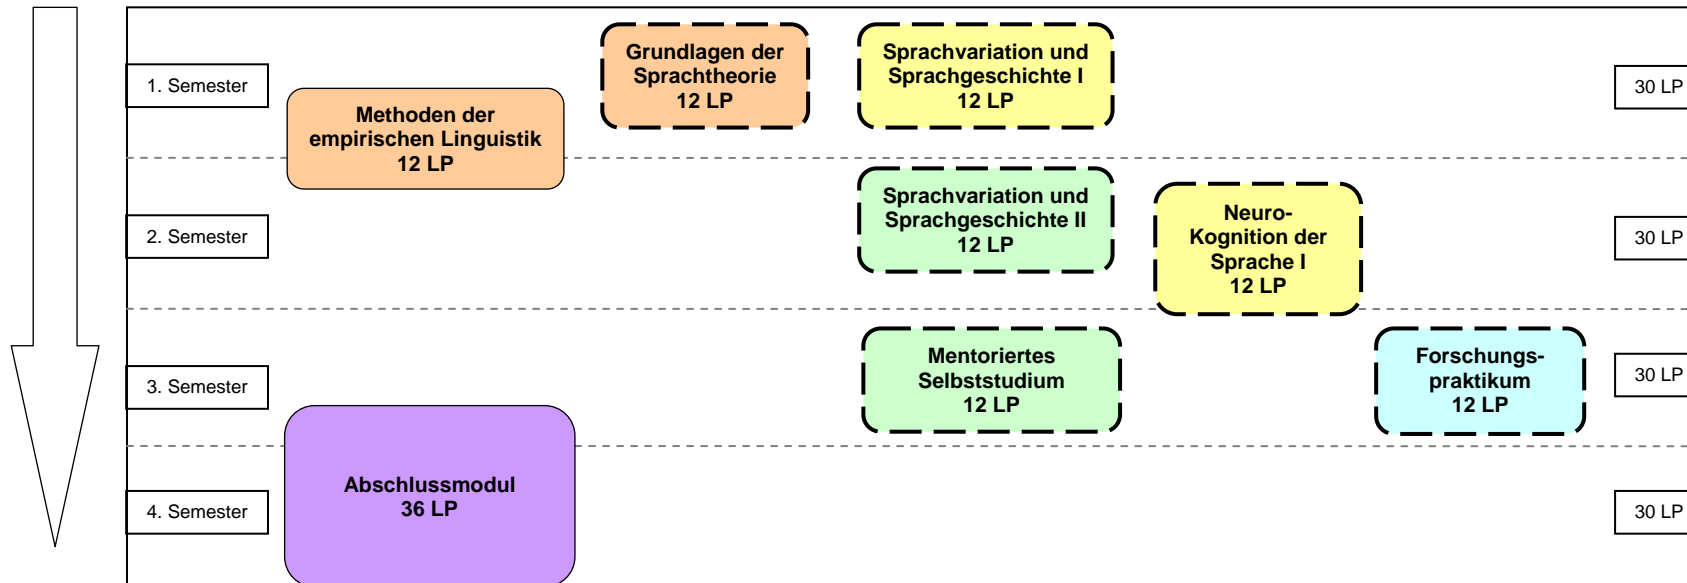 1. Semester
Grundlagen der
Sprachtheorie
12 LP
Sprachvariation und
Sprachgeschichte I
12 LP
30 LP
Methoden der
empirischen Linguistik
12 LP
2. Semester
Sprachvariation und
Sprachgeschichte II
12 LP
Neuro-
Kognition der
Sprache I
12 LP
30 LP
3. Semester
Mentoriertes
Selbststudium
12 LP
Forschungs-
praktikum
12 LP
30 LP
Abschlussmodul
36 LP
4. Semester
30 LP